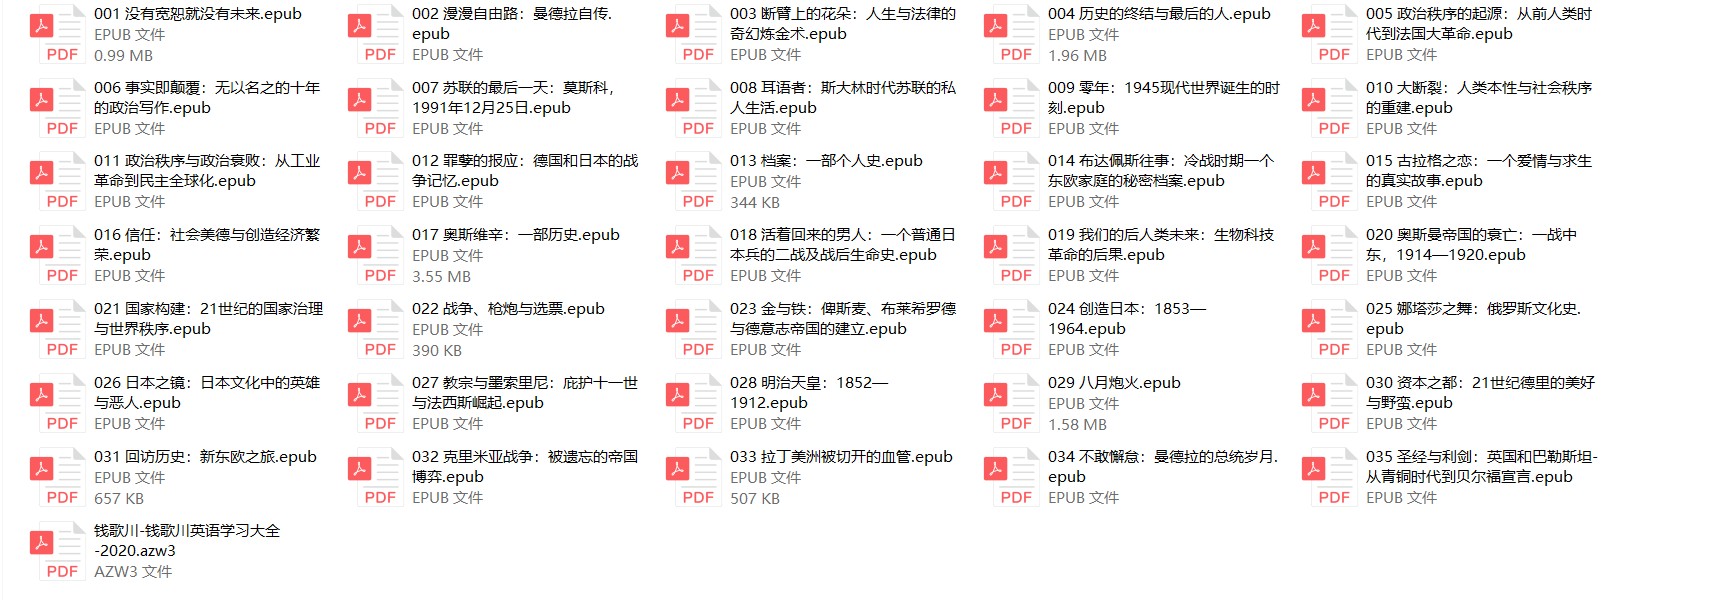 001 没有宽恕就没有未来.epub
EPUB 文件
0.99 MB
PDF
002 漫漫自由路：曼德拉自传.
epub
EPUB 文件
PDF
003 断臂上的花朵：人生与法律的
奇幻炼金术.epub
EPUB 文件
PDF
004 历史的终结与最后的人.epub
EPUB 文件
1.96 MB
PDF
005 政治秩序的起源：从前人类时
代到法国大革命.epub
EPUB 文件
PDF
006 事实即颠覆：无以名之的十年
的政治写作.epub
EPUB 文件
PDF
007 苏联的最后一天：莫斯科，
1991年12月25日.epub
EPUB 文件
PDF
008 耳语者：斯大林时代苏联的私
人生活.epub
EPUB 文件
PDF
009 零年：1945现代世界诞生的时
刻.epub
EPUB 文件
PDF
010 大断裂：人类本性与社会秩序
的重建.epub
EPUB 文件
PDF
011 政治秩序与政治衰败：从工业
革命到民主全球化.epub
EPUB 文件
PDF
012 罪孽的报应：德国和日本的战
争记忆.epub
EPUB 文件
PDF
013 档案：一部个人史.epub
EPUB 文件
344 KB
PDF
014 布达佩斯往事：冷战时期一个
东欧家庭的秘密档案.epub
EPUB 文件
PDF
015 古拉格之恋：一个爱情与求生
的真实故事.epub
EPUB 文件
PDF
016 信任：社会美德与创造经济繁
荣.epub
EPUB 文件
PDF
017 奥斯维辛：一部历史.epub
EPUB 文件
3.55 MB
PDF
018 活着回来的男人：一个普通日
本兵的二战及战后生命史.epub
EPUB 文件
PDF
019 我们的后人类未来：生物科技
革命的后果.epub
EPUB 文件
PDF
020 奥斯曼帝国的衰亡：一战中
东，1914—1920.epub
EPUB 文件
PDF
021 国家构建：21世纪的国家治理
与世界秩序.epub
EPUB 文件
PDF
022 战争、枪炮与选票.epub
EPUB 文件
390 KB
PDF
023 金与铁：俾斯麦、布莱希罗德
与德意志帝国的建立.epub
EPUB 文件
PDF
024 创造日本：1853—
1964.epub
EPUB 文件
PDF
025 娜塔莎之舞：俄罗斯文化史.
epub
EPUB 文件
PDF
026 日本之镜：日本文化中的英雄
与恶人.epub
EPUB 文件
PDF
027 教宗与墨索里尼：庇护十一世
与法西斯崛起.epub
EPUB 文件
PDF
028 明治天皇：1852—
1912.epub
EPUB 文件
PDF
029 八月炮火.epub
EPUB 文件
1.58 MB
PDF
030 资本之都：21世纪德里的美好
与野蛮.epub
EPUB 文件
PDF
031 回访历史：新东欧之旅.epub
EPUB 文件
657 KB
PDF
032 克里米亚战争：被遗忘的帝国
博弈.epub
EPUB 文件
PDF
033 拉丁美洲被切开的血管.epub
EPUB 文件
507 KB
PDF
034 不敢懈怠：曼德拉的总统岁月.
epub
EPUB 文件
PDF
035 圣经与利剑：英国和巴勒斯坦-
从青铜时代到贝尔福宣言.epub
EPUB 文件
PDF
钱歌川-钱歌川英语学习大全
-2020.azw3
AZW3 文件
PDF